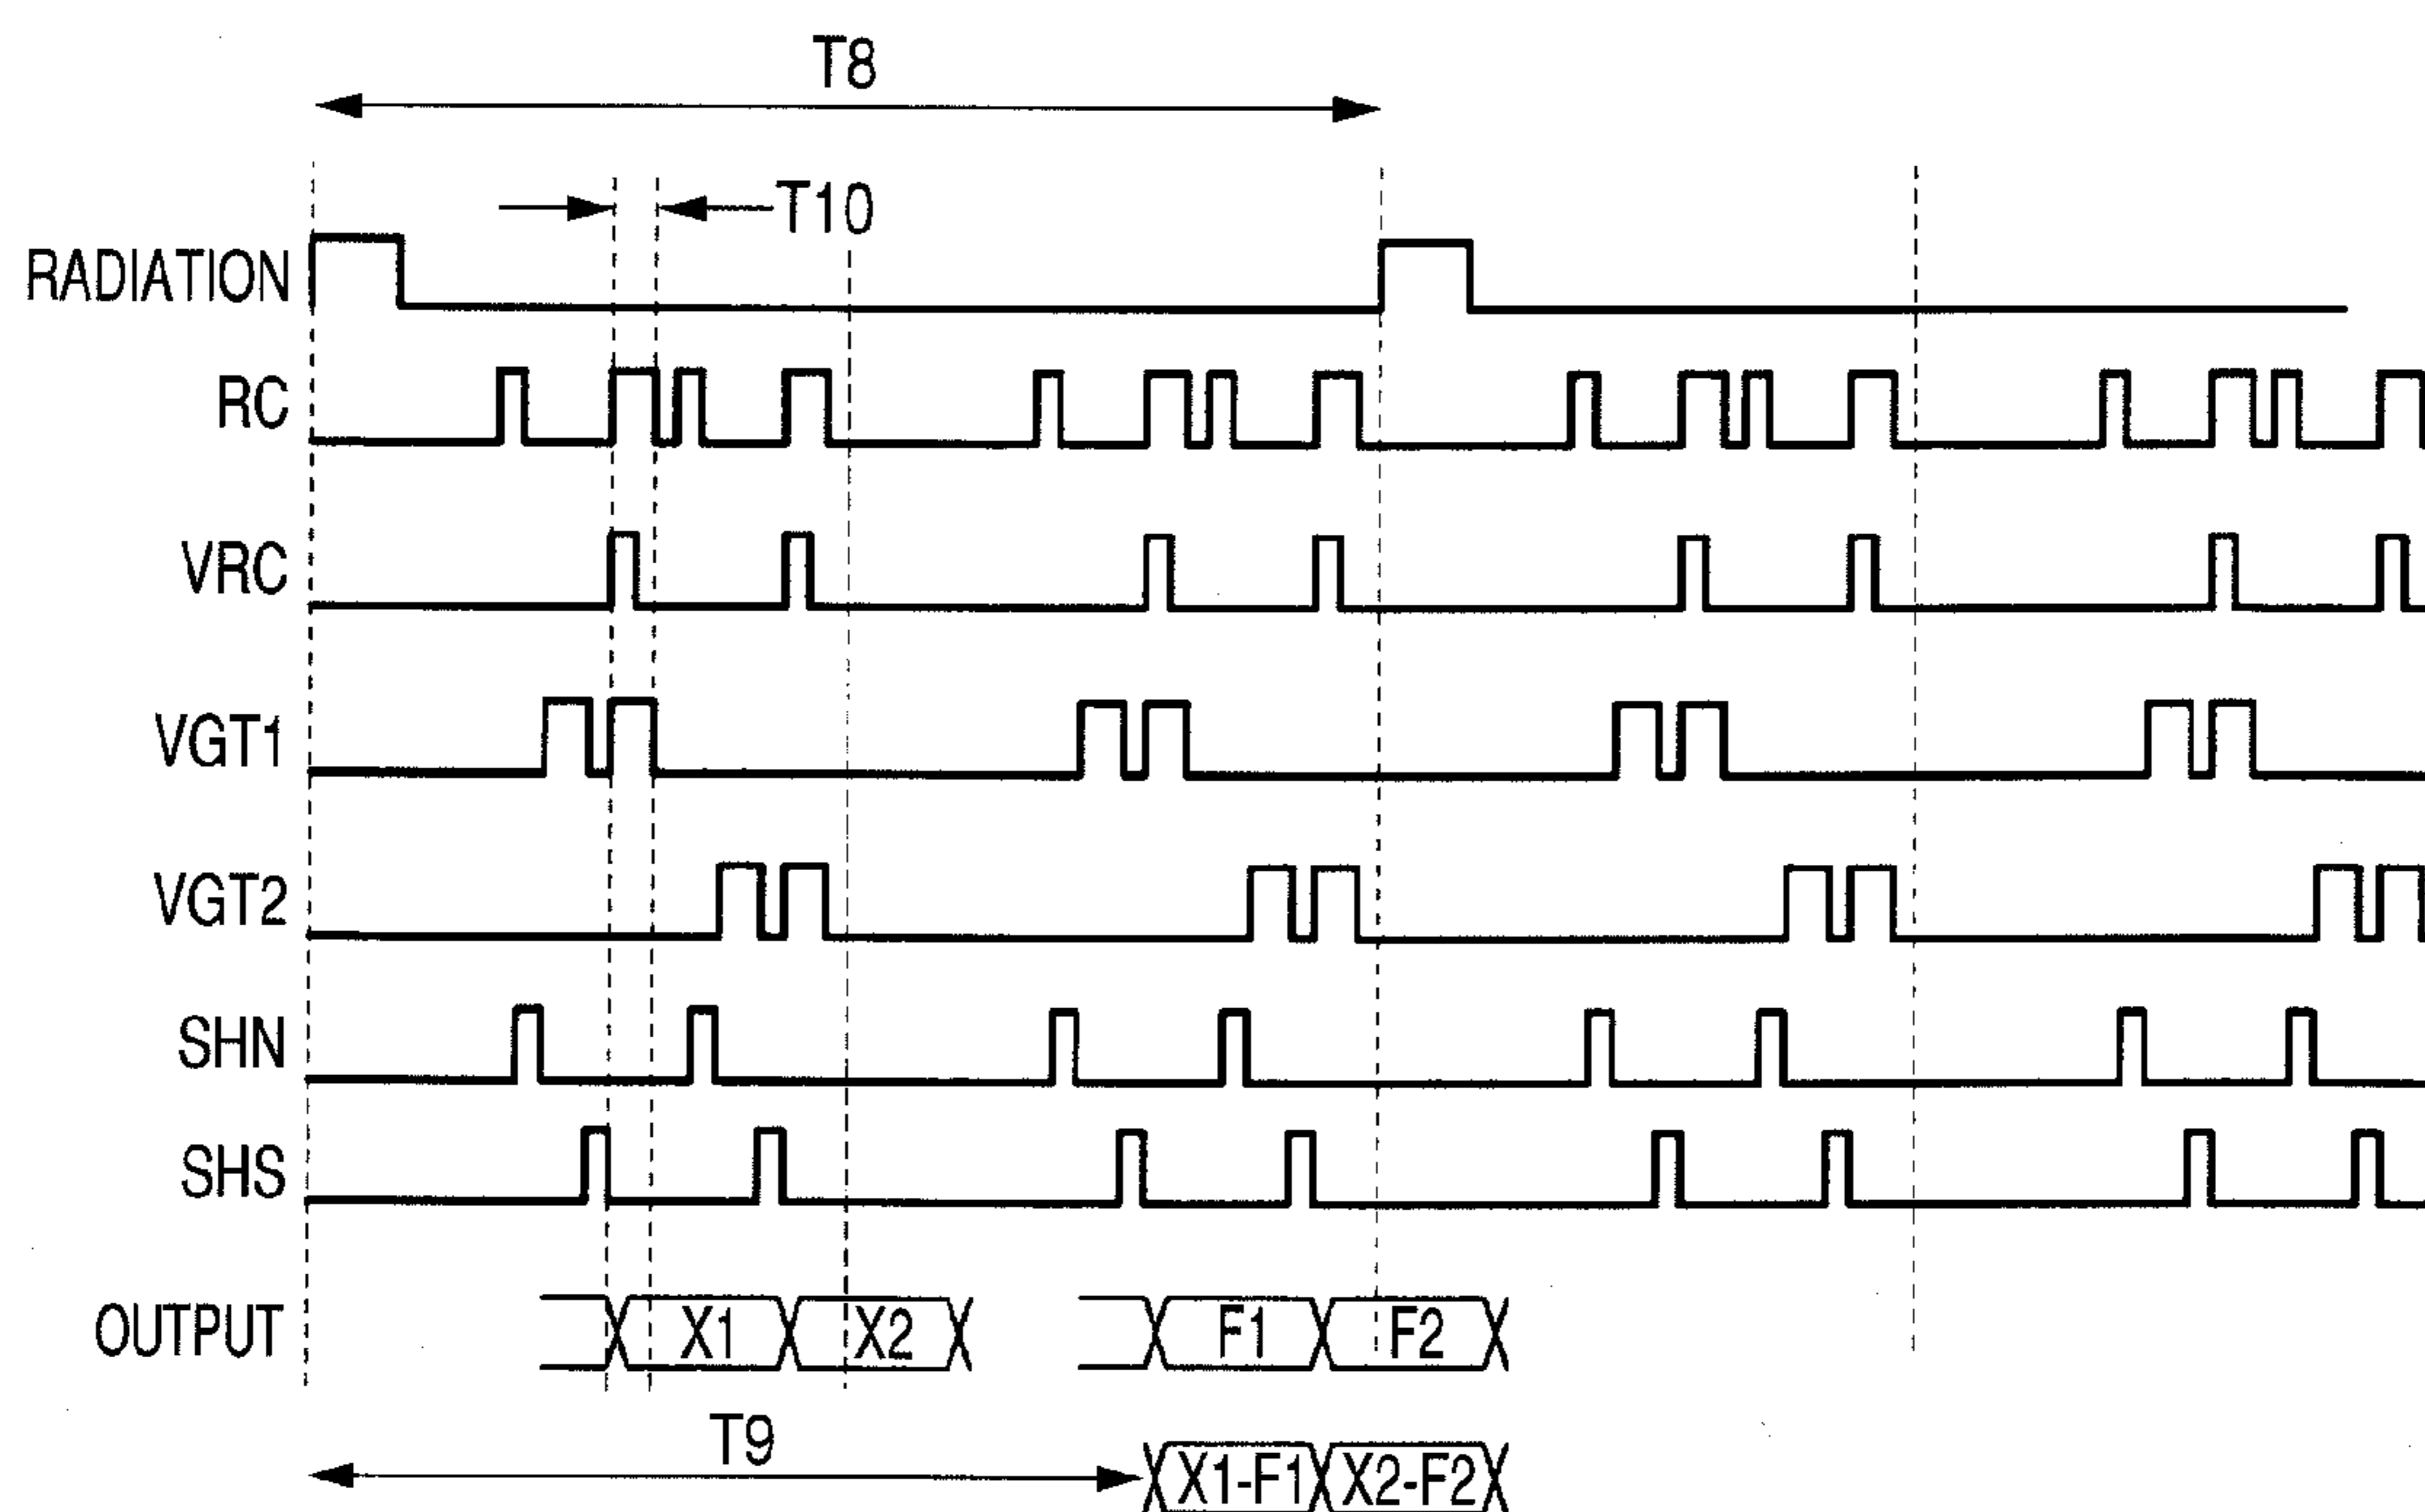 T8
T10
RADIATION
RC
VRC
VGT1
VGT2
SHN
SHS
OUTPUT X1 X2 F1 F2
T9 X1-F1 X2-F2